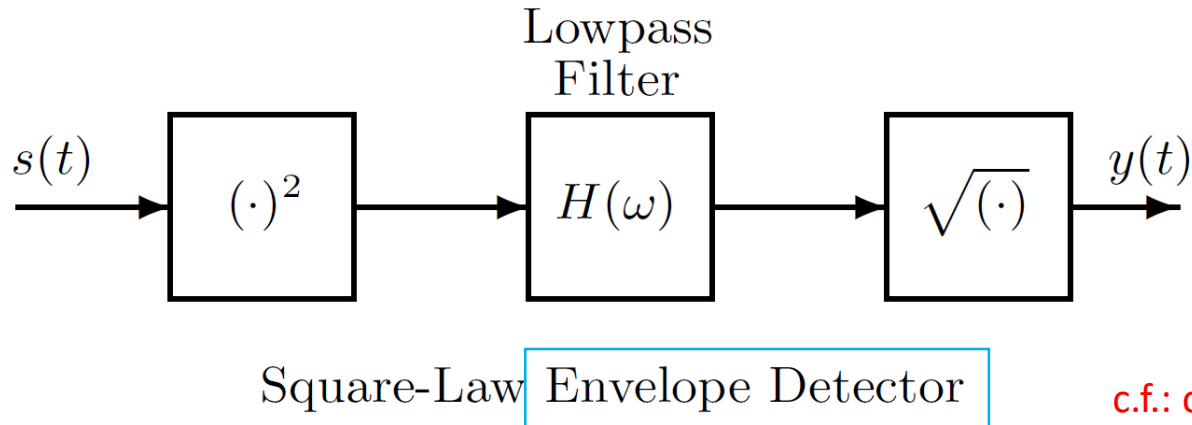 Lowpass
Filter
s(t) (·)² H(ω) √(·) y(t)
Square-Law Envelope Detector
c.f.: